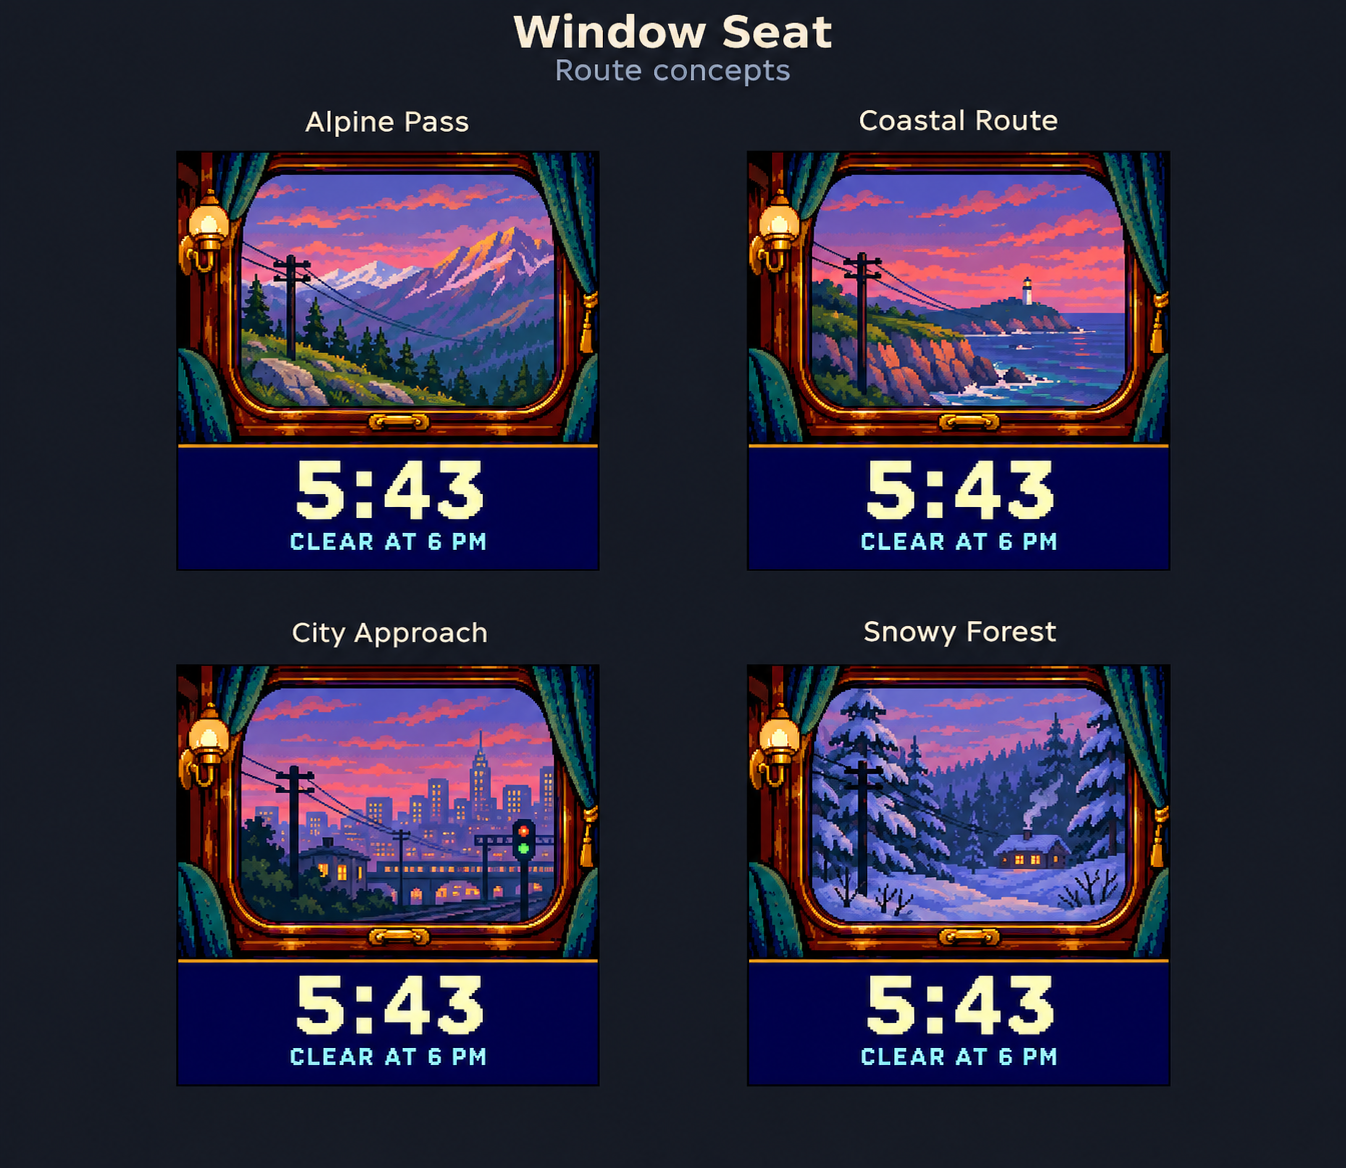 Window Seat
Route concepts
Alpine Pass
Coastal Route
5:43
CLEAR AT 6 PM
5:43
CLEAR AT 6 PM
City Approach
Snowy Forest
5:43
CLEAR AT 6 PM
5:43
CLEAR AT 6 PM